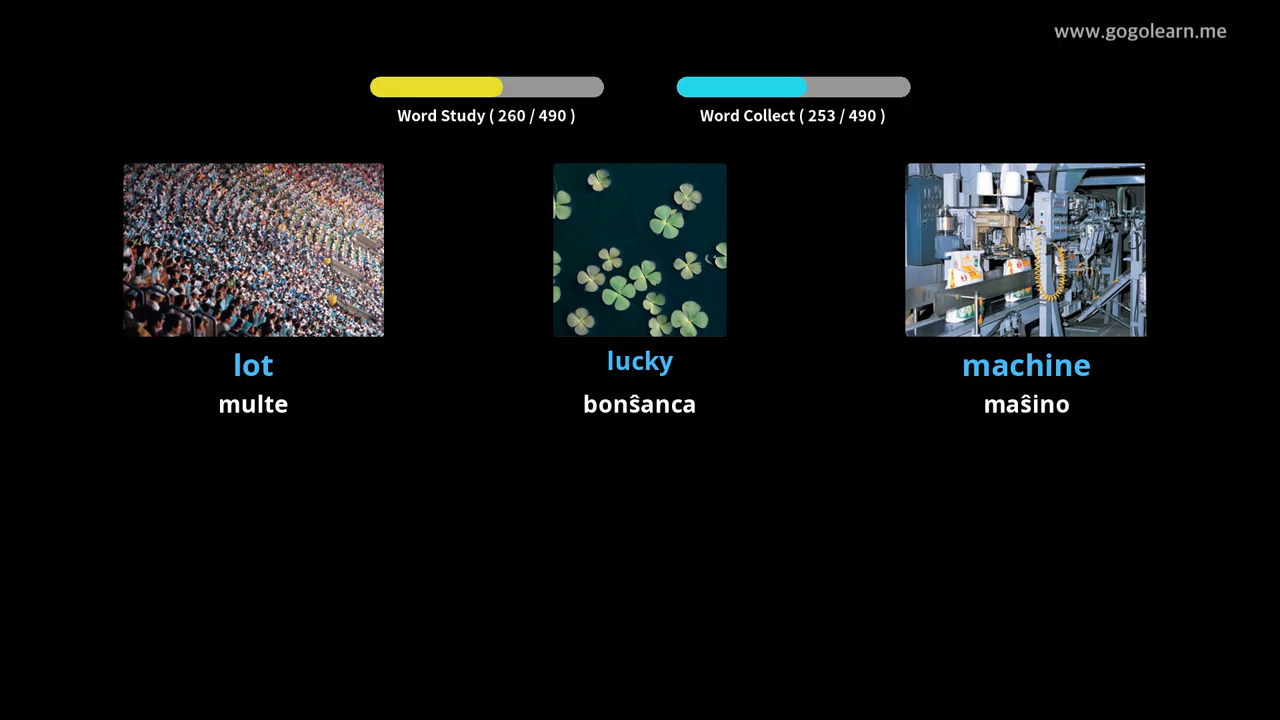 www.gogolearn.me
Word Study ( 260 / 490 )
Word Collect ( 253 / 490 )
lot
lucky
machine
multe
bonŝanca
maŝino